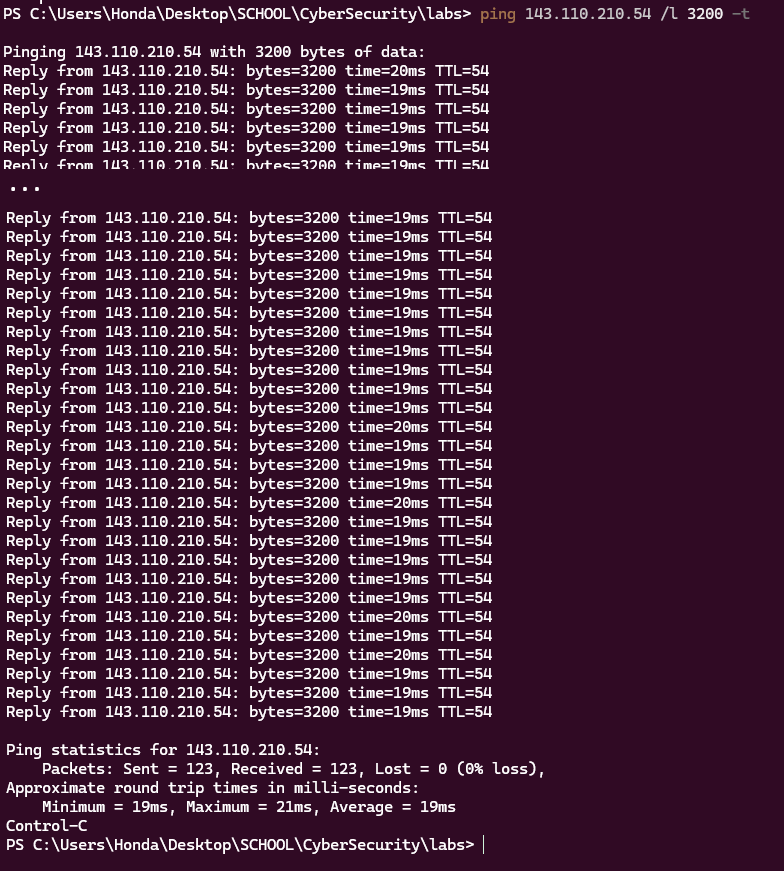 PS C:\Users\Honda\Desktop\SCHOOL\CyberSecurity\labs> ping 143.110.210.54 /l 3200 -t
Pinging 143.110.210.54 with 3200 bytes of data:
Reply from 143.110.210.54: bytes=3200 time=20ms TTL=54
Reply from 143.110.210.54: bytes=3200 time=19ms TTL=54
Reply from 143.110.210.54: bytes=3200 time=19ms TTL=54
Reply from 143.110.210.54: bytes=3200 time=19ms TTL=54
Reply from 143.110.210.54: bytes=3200 time=19ms TTL=54
Reply from 143.110.210.54: bytes=3200 time=19ms TTL=54
...
Reply from 143.110.210.54: bytes=3200 time=19ms TTL=54
Reply from 143.110.210.54: bytes=3200 time=19ms TTL=54
Reply from 143.110.210.54: bytes=3200 time=19ms TTL=54
Reply from 143.110.210.54: bytes=3200 time=19ms TTL=54
Reply from 143.110.210.54: bytes=3200 time=19ms TTL=54
Reply from 143.110.210.54: bytes=3200 time=19ms TTL=54
Reply from 143.110.210.54: bytes=3200 time=19ms TTL=54
Reply from 143.110.210.54: bytes=3200 time=19ms TTL=54
Reply from 143.110.210.54: bytes=3200 time=19ms TTL=54
Reply from 143.110.210.54: bytes=3200 time=19ms TTL=54
Reply from 143.110.210.54: bytes=3200 time=19ms TTL=54
Reply from 143.110.210.54: bytes=3200 time=20ms TTL=54
Reply from 143.110.210.54: bytes=3200 time=19ms TTL=54
Reply from 143.110.210.54: bytes=3200 time=19ms TTL=54
Reply from 143.110.210.54: bytes=3200 time=19ms TTL=54
Reply from 143.110.210.54: bytes=3200 time=20ms TTL=54
Reply from 143.110.210.54: bytes=3200 time=19ms TTL=54
Reply from 143.110.210.54: bytes=3200 time=19ms TTL=54
Reply from 143.110.210.54: bytes=3200 time=19ms TTL=54
Reply from 143.110.210.54: bytes=3200 time=19ms TTL=54
Reply from 143.110.210.54: bytes=3200 time=19ms TTL=54
Reply from 143.110.210.54: bytes=3200 time=20ms TTL=54
Reply from 143.110.210.54: bytes=3200 time=19ms TTL=54
Reply from 143.110.210.54: bytes=3200 time=20ms TTL=54
Reply from 143.110.210.54: bytes=3200 time=19ms TTL=54
Reply from 143.110.210.54: bytes=3200 time=19ms TTL=54
Reply from 143.110.210.54: bytes=3200 time=19ms TTL=54
Ping statistics for 143.110.210.54:
Packets: Sent = 123, Received = 123, Lost = 0 (0% loss),
Approximate round trip times in milli-seconds:
Minimum = 19ms, Maximum = 21ms, Average = 19ms
Control-C
PS C:\Users\Honda\Desktop\SCHOOL\CyberSecurity\labs>